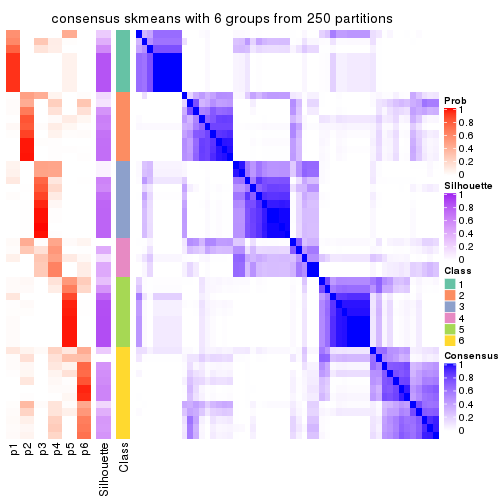 consensus skmeans with 6 groups from 250 partitions
Prob
1
0.8
0.6
0.4
0.2
0
Silhouette
1
0.8
0.6
0.4
0.2
0
Class
1
2
3
4
5
6
Consensus
1
0.8
0.6
0.4
0.2
0
p1
p2
p3
p4
p5
p6
Silhouette
Class